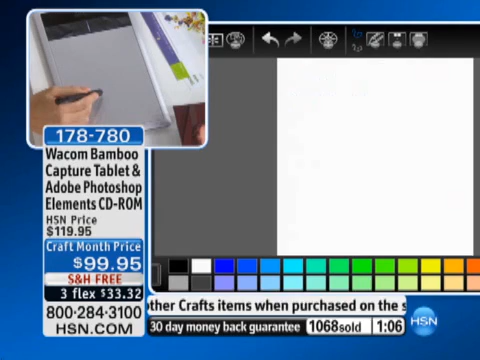 178-780
Wacom Bamboo
Capture Tablet &
Adobe Photoshop
Elements CD-ROM
HSN Price
$119.95
Craft Month Price
$99.95
S&H FREE
3 flex $33.32
800·284·3100
HSN.COM
other Crafts items when purchased on the s
30 day money back guarantee
1068sold
1:06
HSN